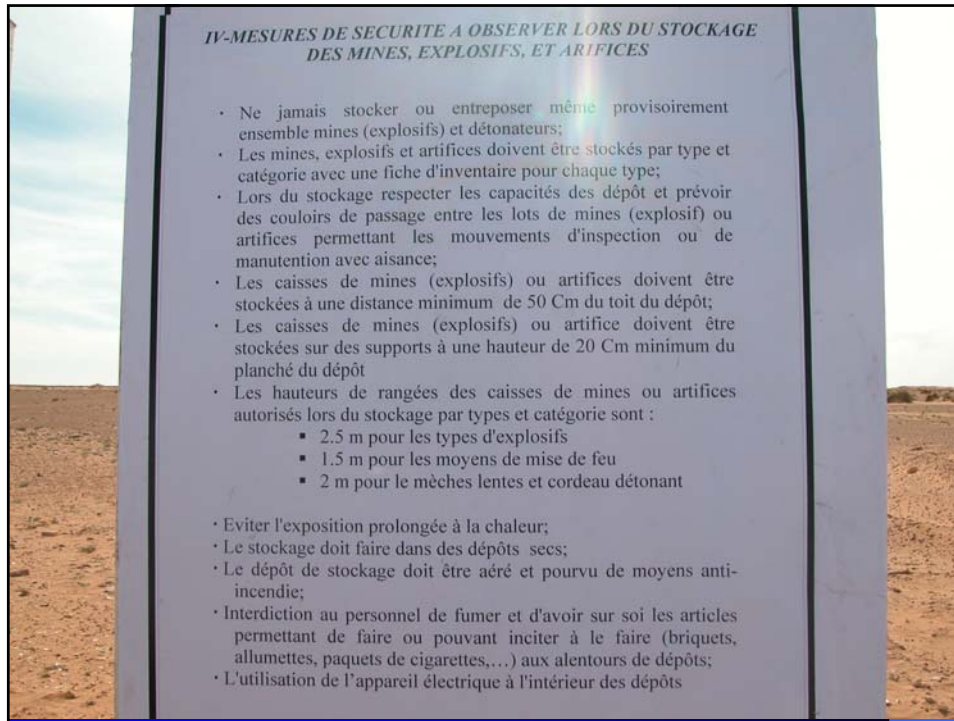 IV-MESURES DE SECURITE A OBSERVER LORS DU STOCKAGE
DES MINES, EXPLOSIFS, ET ARIFICES
· Ne jamais stocker ou entreposer même provisoirement
ensemble mines (explosifs) et détonateurs;
· Les mines, explosifs et artifices doivent être stockés par type et
catégorie avec une fiche d'inventaire pour chaque type;
· Lors du stockage respecter les capacités des dépôt et prévoir
des couloirs de passage entre les lots de mines (explosif) ou
artifices permettant les mouvements d'inspection ou de
manutention avec aisance;
· Les caisses de mines (explosifs) ou artifices doivent être
stockées à une distance minimum de 50 Cm du toit du dépôt;
· Les caisses de mines (explosifs) ou artifice doivent être
stockées sur des supports à une hauteur de 20 Cm minimum du
planché du dépôt
· Les hauteurs de rangées des caisses de mines ou artifices
autorisés lors du stockage par types et catégorie sont :
▪ 2.5 m pour les types d'explosifs
▪ 1.5 m pour les moyens de mise de feu
▪ 2 m pour le mèches lentes et cordeau détonant
· Eviter l'exposition prolongée à la chaleur;
· Le stockage doit faire dans des dépôts secs;
· Le dépôt de stockage doit être aéré et pourvu de moyens anti-
incendie;
· Interdiction au personnel de fumer et d'avoir sur soi les articles
permettant de faire ou pouvant inciter à le faire (briquets,
allumettes, paquets de cigarettes,…) aux alentours de dépôts;
· L'utilisation de l'appareil électrique à l'intérieur des dépôts